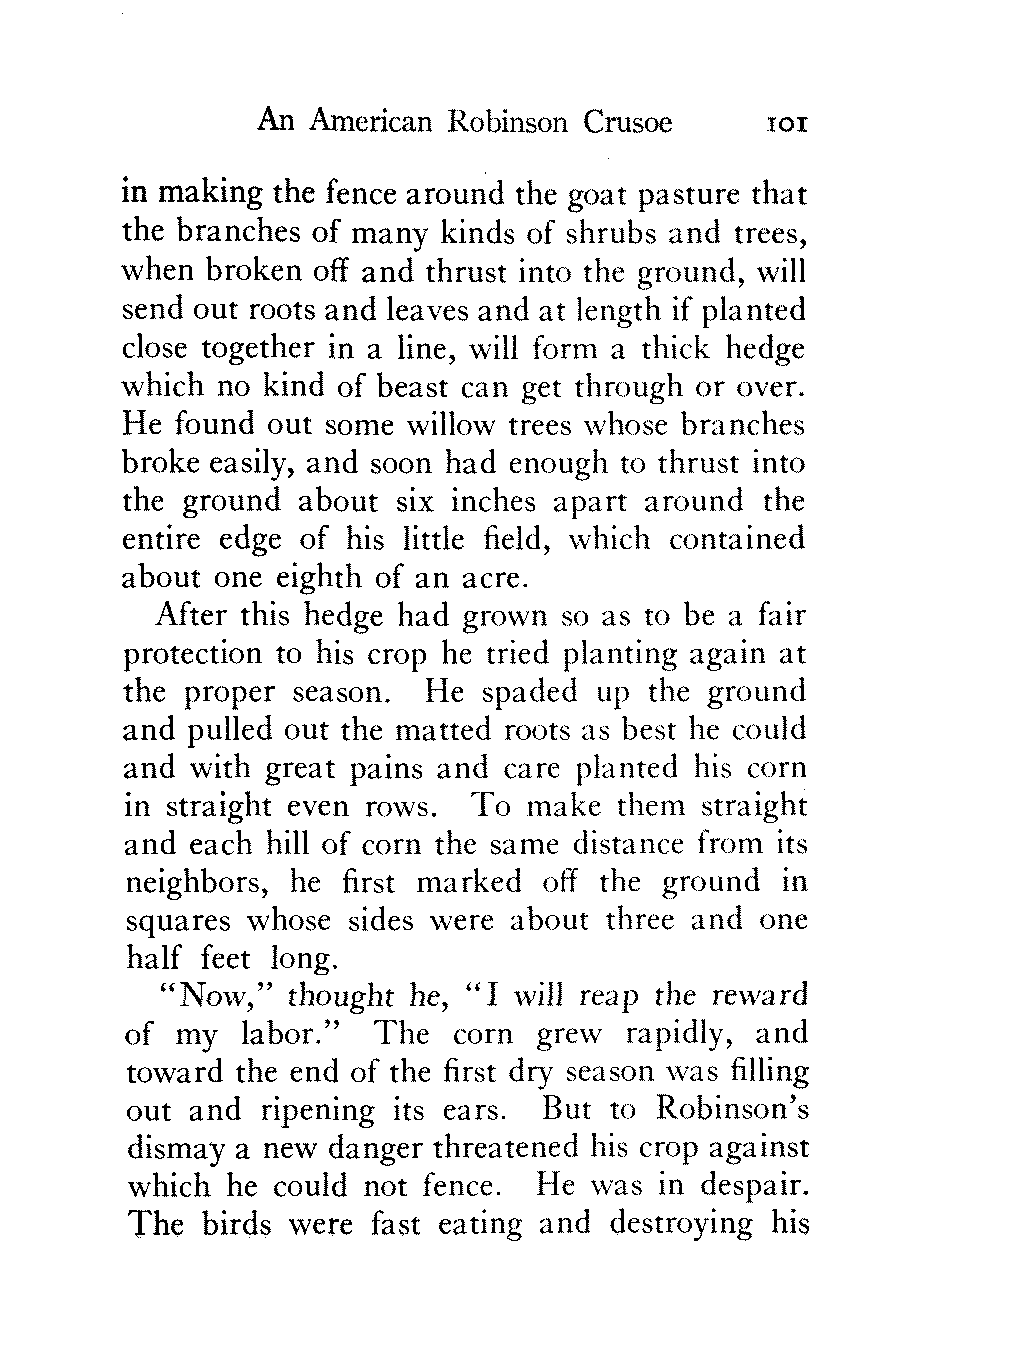 An American Robinson Crusoe 101
in making the fence around the goat pasture that
the branches of many kinds of shrubs and trees,
when broken off and thrust into the ground, will
send out roots and leaves and at length if planted
close together in a line, will form a thick hedge
which no kind of beast can get through or over.
He found out some willow trees whose branches
broke easily, and soon had enough to thrust into
the ground about six inches apart around the
entire edge of his little field, which contained
about one eighth of an acre.
After this hedge had grown so as to be a fair
protection to his crop he tried planting again at
the proper season. He spaded up the ground
and pulled out the matted roots as best he could
and with great pains and care planted his corn
in straight even rows. To make them straight
and each hill of corn the same distance from its
neighbors, he first marked off the ground in
squares whose sides were about three and one
half feet long.
“Now,” thought he, “I will reap the reward
of my labor.” The corn grew rapidly, and
toward the end of the first dry season was filling
out and ripening its ears. But to Robinson’s
dismay a new danger threatened his crop against
which he could not fence. He was in despair.
The birds were fast eating and destroying his